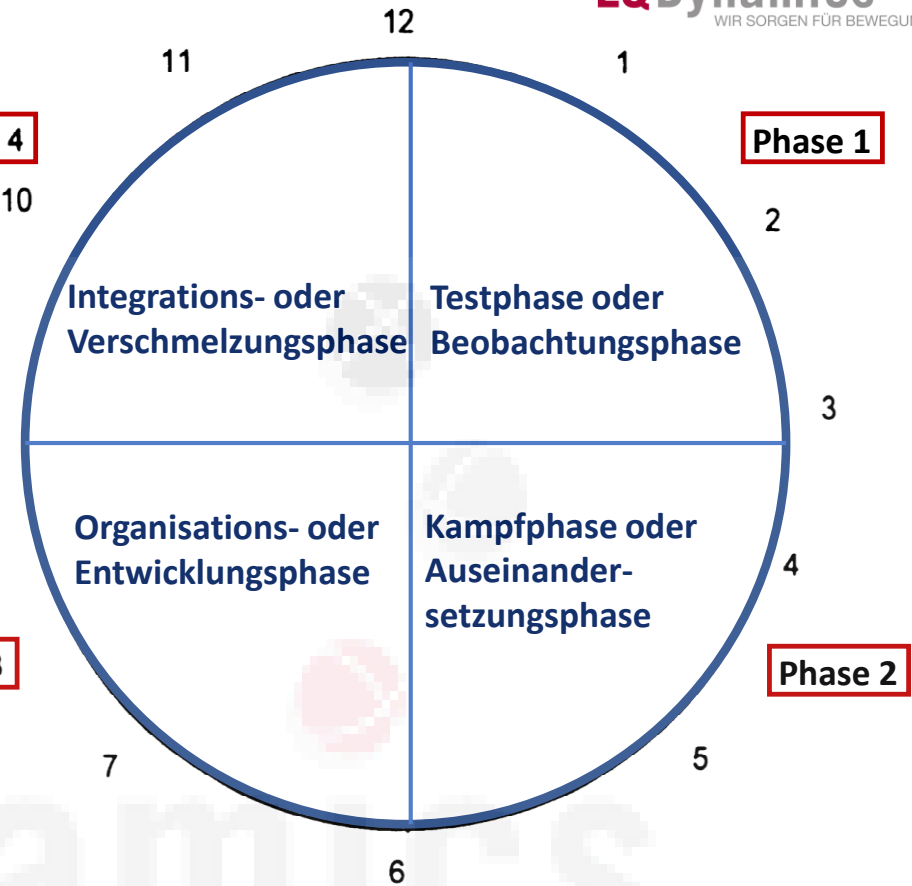 12
WIR SORGEN FÜR BEWEGUN
11
1
4
Phase 1
10
2
Integrations- oder
Verschmelzungsphase
Testphase oder
Beobachtungsphase
3
Organisations- oder
Entwicklungsphase
Kampfphase oder
Auseinander-
setzungsphase
4
Phase 2
7
5
6